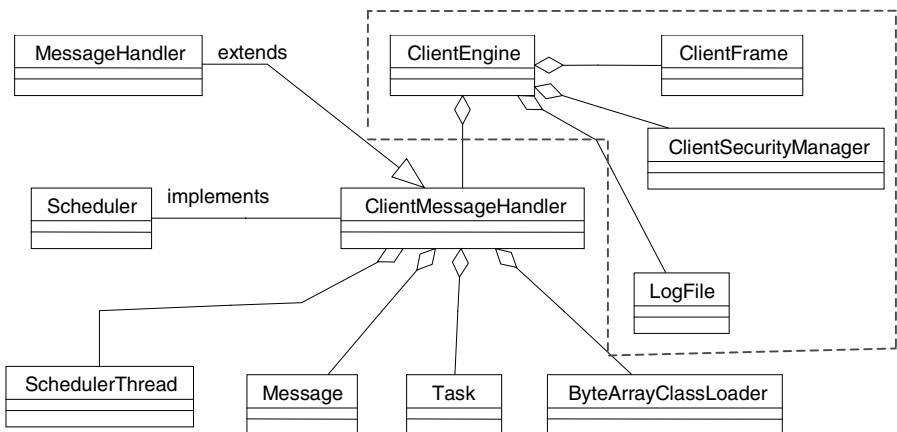 MessageHandler
extends
ClientEngine
ClientFrame
ClientSecurityManager
Scheduler
implements
ClientMessageHandler
LogFile
SchedulerThread
Message
Task
ByteArrayClassLoader